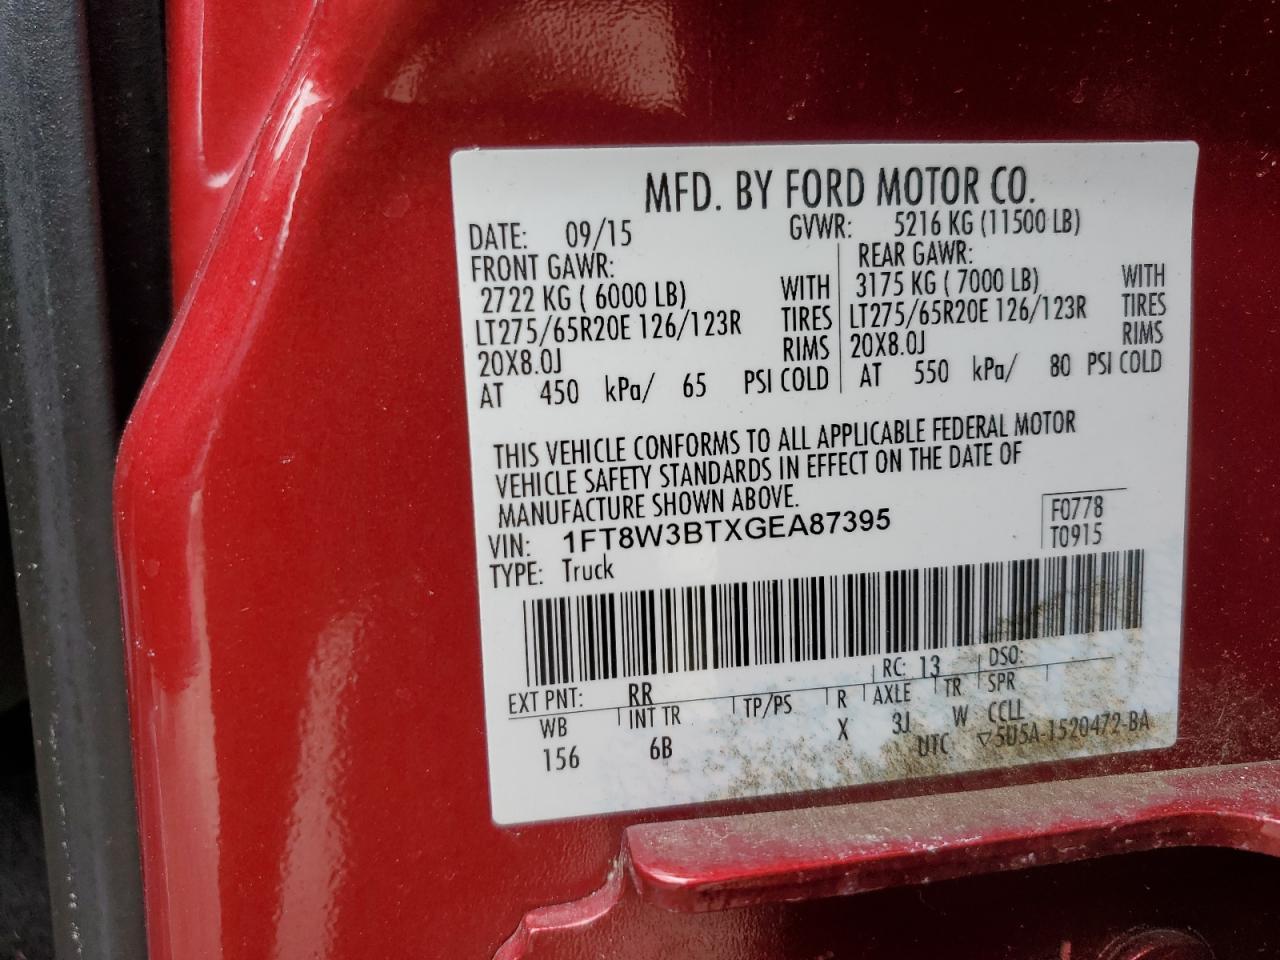 MFD. BY FORD MOTOR CO.
DATE: 09/15 GVWR: 5216 KG (11500 LB)
FRONT GAWR:
2722 KG ( 6000 LB) WITH
LT275/65R20E 126/123R TIRES
20X8.0J RIMS
AT 450 kPa/ 65 PSI COLD
REAR GAWR:
3175 KG ( 7000 LB) WITH
LT275/65R20E 126/123R TIRES
20X8.0J RIMS
AT 550 kPa/ 80 PSI COLD
THIS VEHICLE CONFORMS TO ALL APPLICABLE FEDERAL MOTOR
VEHICLE SAFETY STANDARDS IN EFFECT ON THE DATE OF
MANUFACTURE SHOWN ABOVE.
VIN: 1FT8W3BTXGEA87395
TYPE: Truck
F0778
T0915
EXT PNT: RR RC: 13 DSO:
WB INT TR TP/PS R AXLE TR SPR
156 6B X 3J W CCLL
UTC ▽5U5A-1520472-BA